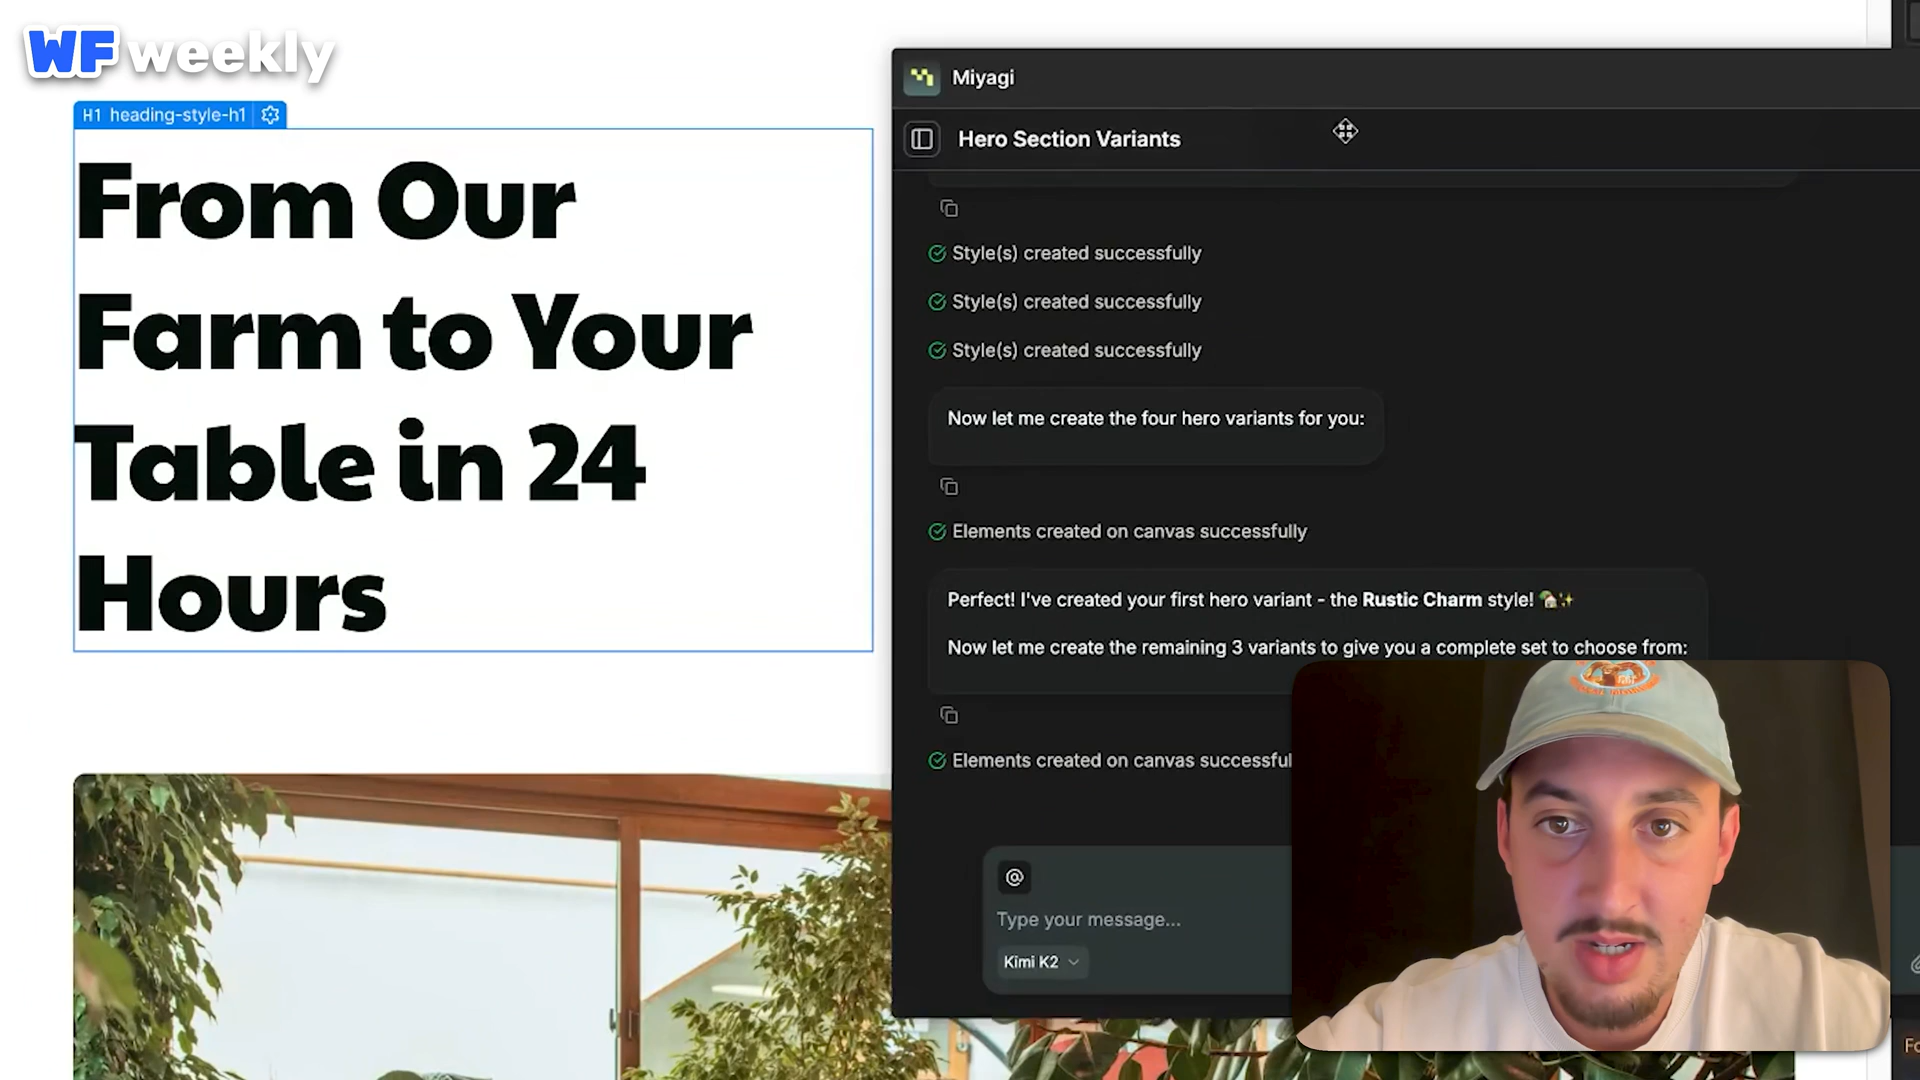 WF weekly
H1 heading-style-h1
From Our
Farm to Your
Table in 24
Hours
Miyagi
Hero Section Variants
Style(s) created successfully
Style(s) created successfully
Style(s) created successfully
Now let me create the four hero variants for you:
Elements created on canvas successfully
Perfect! I've created your first hero variant - the Rustic Charm style! 🏡✨
Now let me create the remaining 3 variants to give you a complete set to choose from:
Elements created on canvas successful
@
Type your message...
Kimi K2
Fo